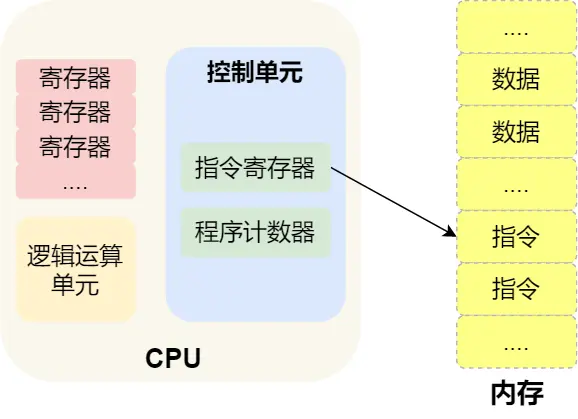 寄存器
寄存器
寄存器
....
逻辑运算
单元
控制单元
指令寄存器
程序计数器
CPU
....
数据
数据
....
指令
指令
....
内存